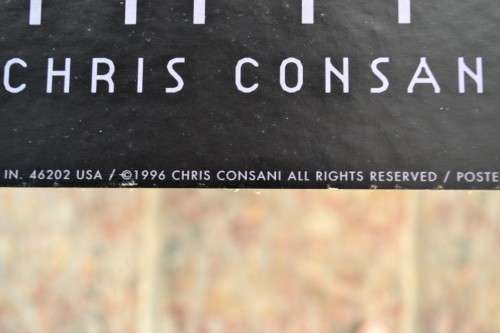 CHRIS CONSAN
IN. 46202 USA / ©1996 CHRIS CONSANI ALL RIGHTS RESERVED / POSTE